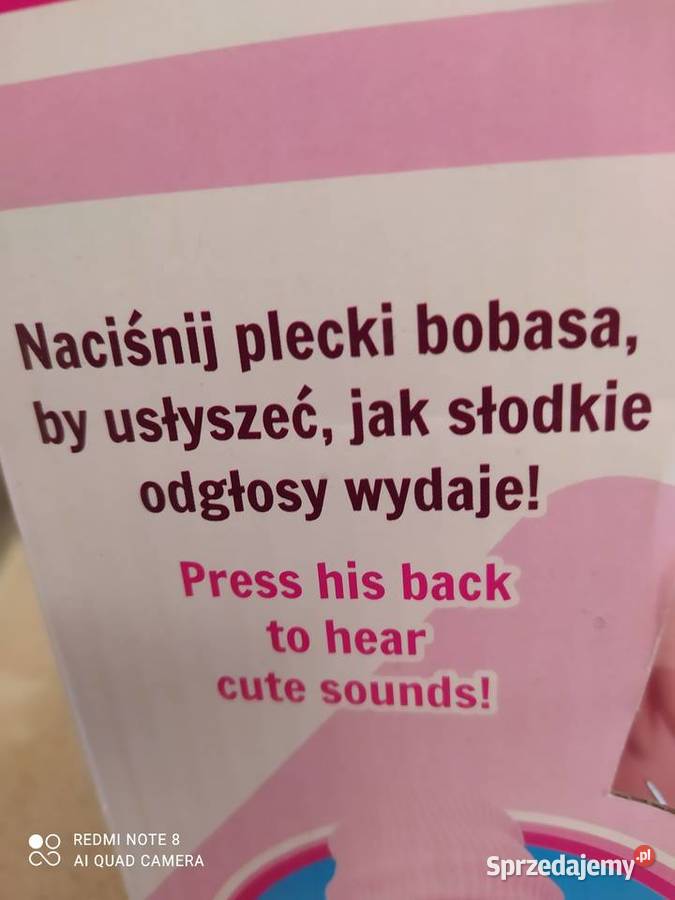 Naciśnij plecki bobasa,
by usłyszeć, jak słodkie
odgłosy wydaje!
Press his back
to hear
cute sounds!
REDMI NOTE 8
AI QUAD CAMERA
Sprzedajemy.pl